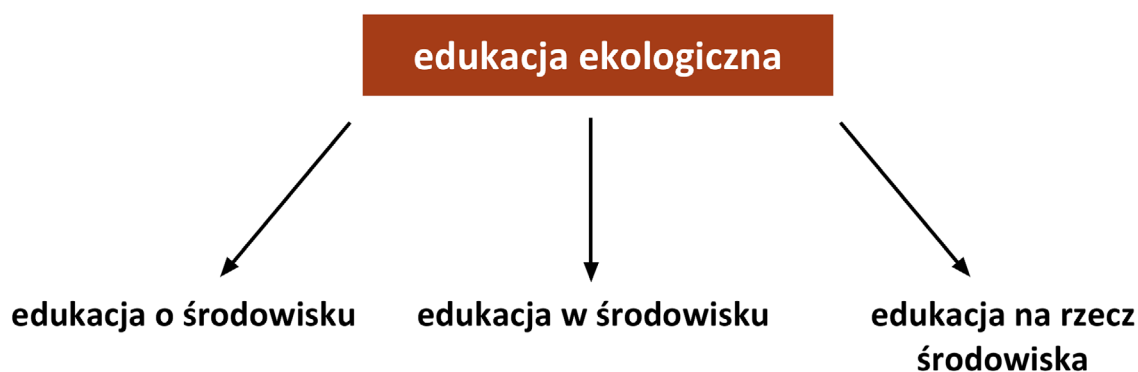 edukacja ekologiczna
edukacja o środowisku
edukacja w środowisku
edukacja na rzecz
środowiska